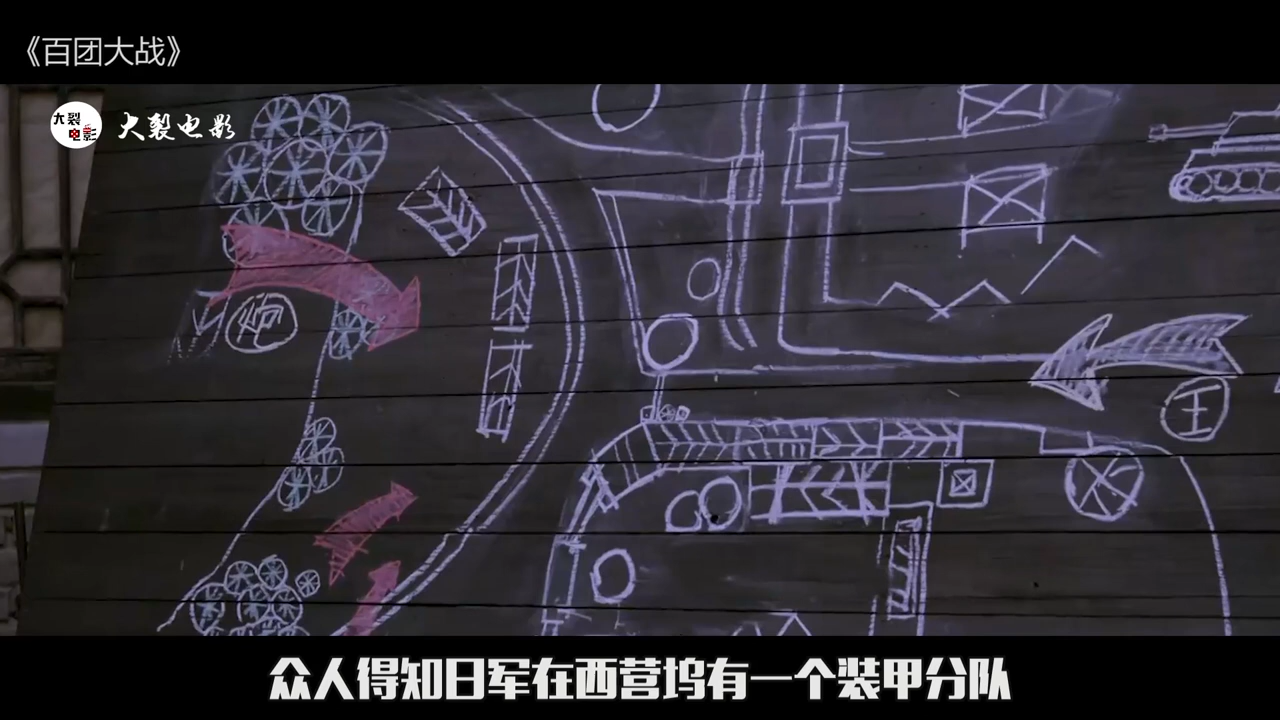 《百团大战》
大裂
电影
大裂电影
炮
王
众人得知日军在西营坞有一个装甲分队